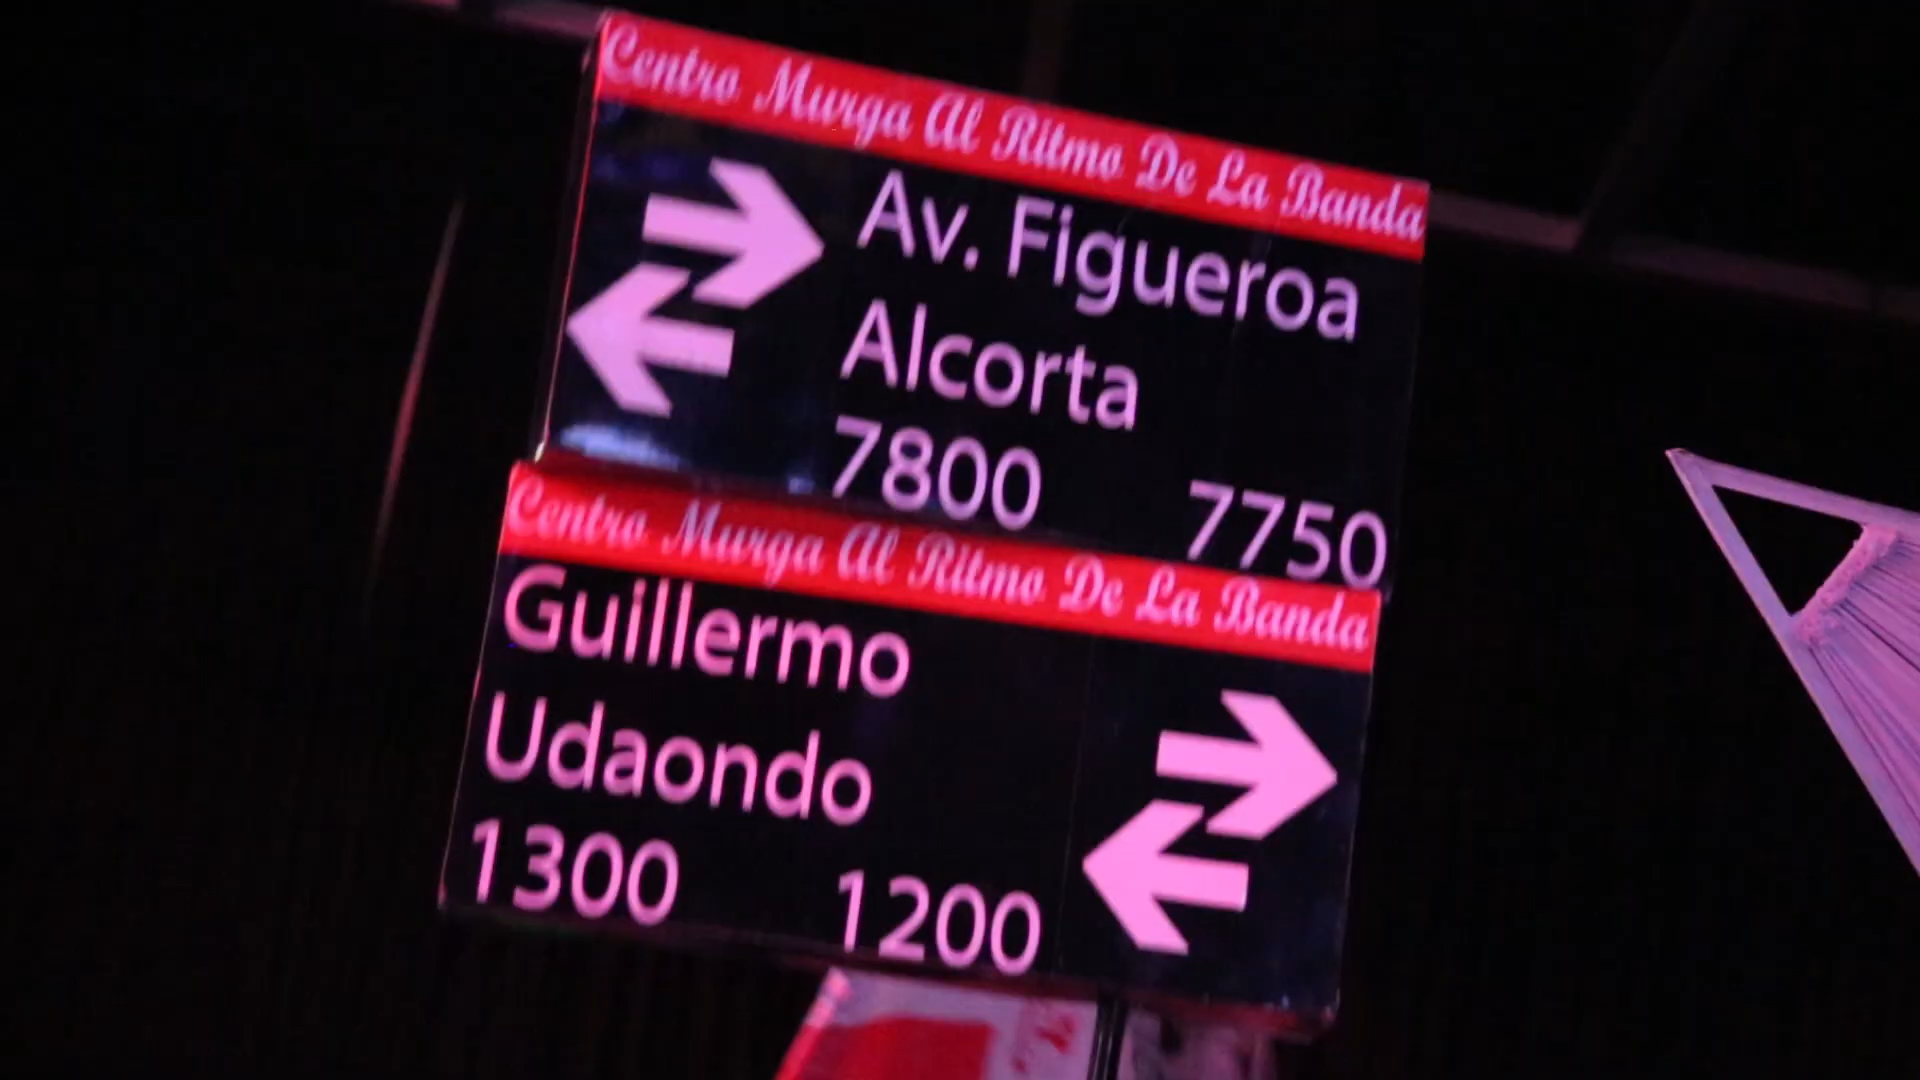 Centro Murga Al Ritmo De La Banda
Av. Figueroa
Alcorta
7800 7750
Centro Murga Al Ritmo De La Banda
Guillermo
Udaondo
1300 1200